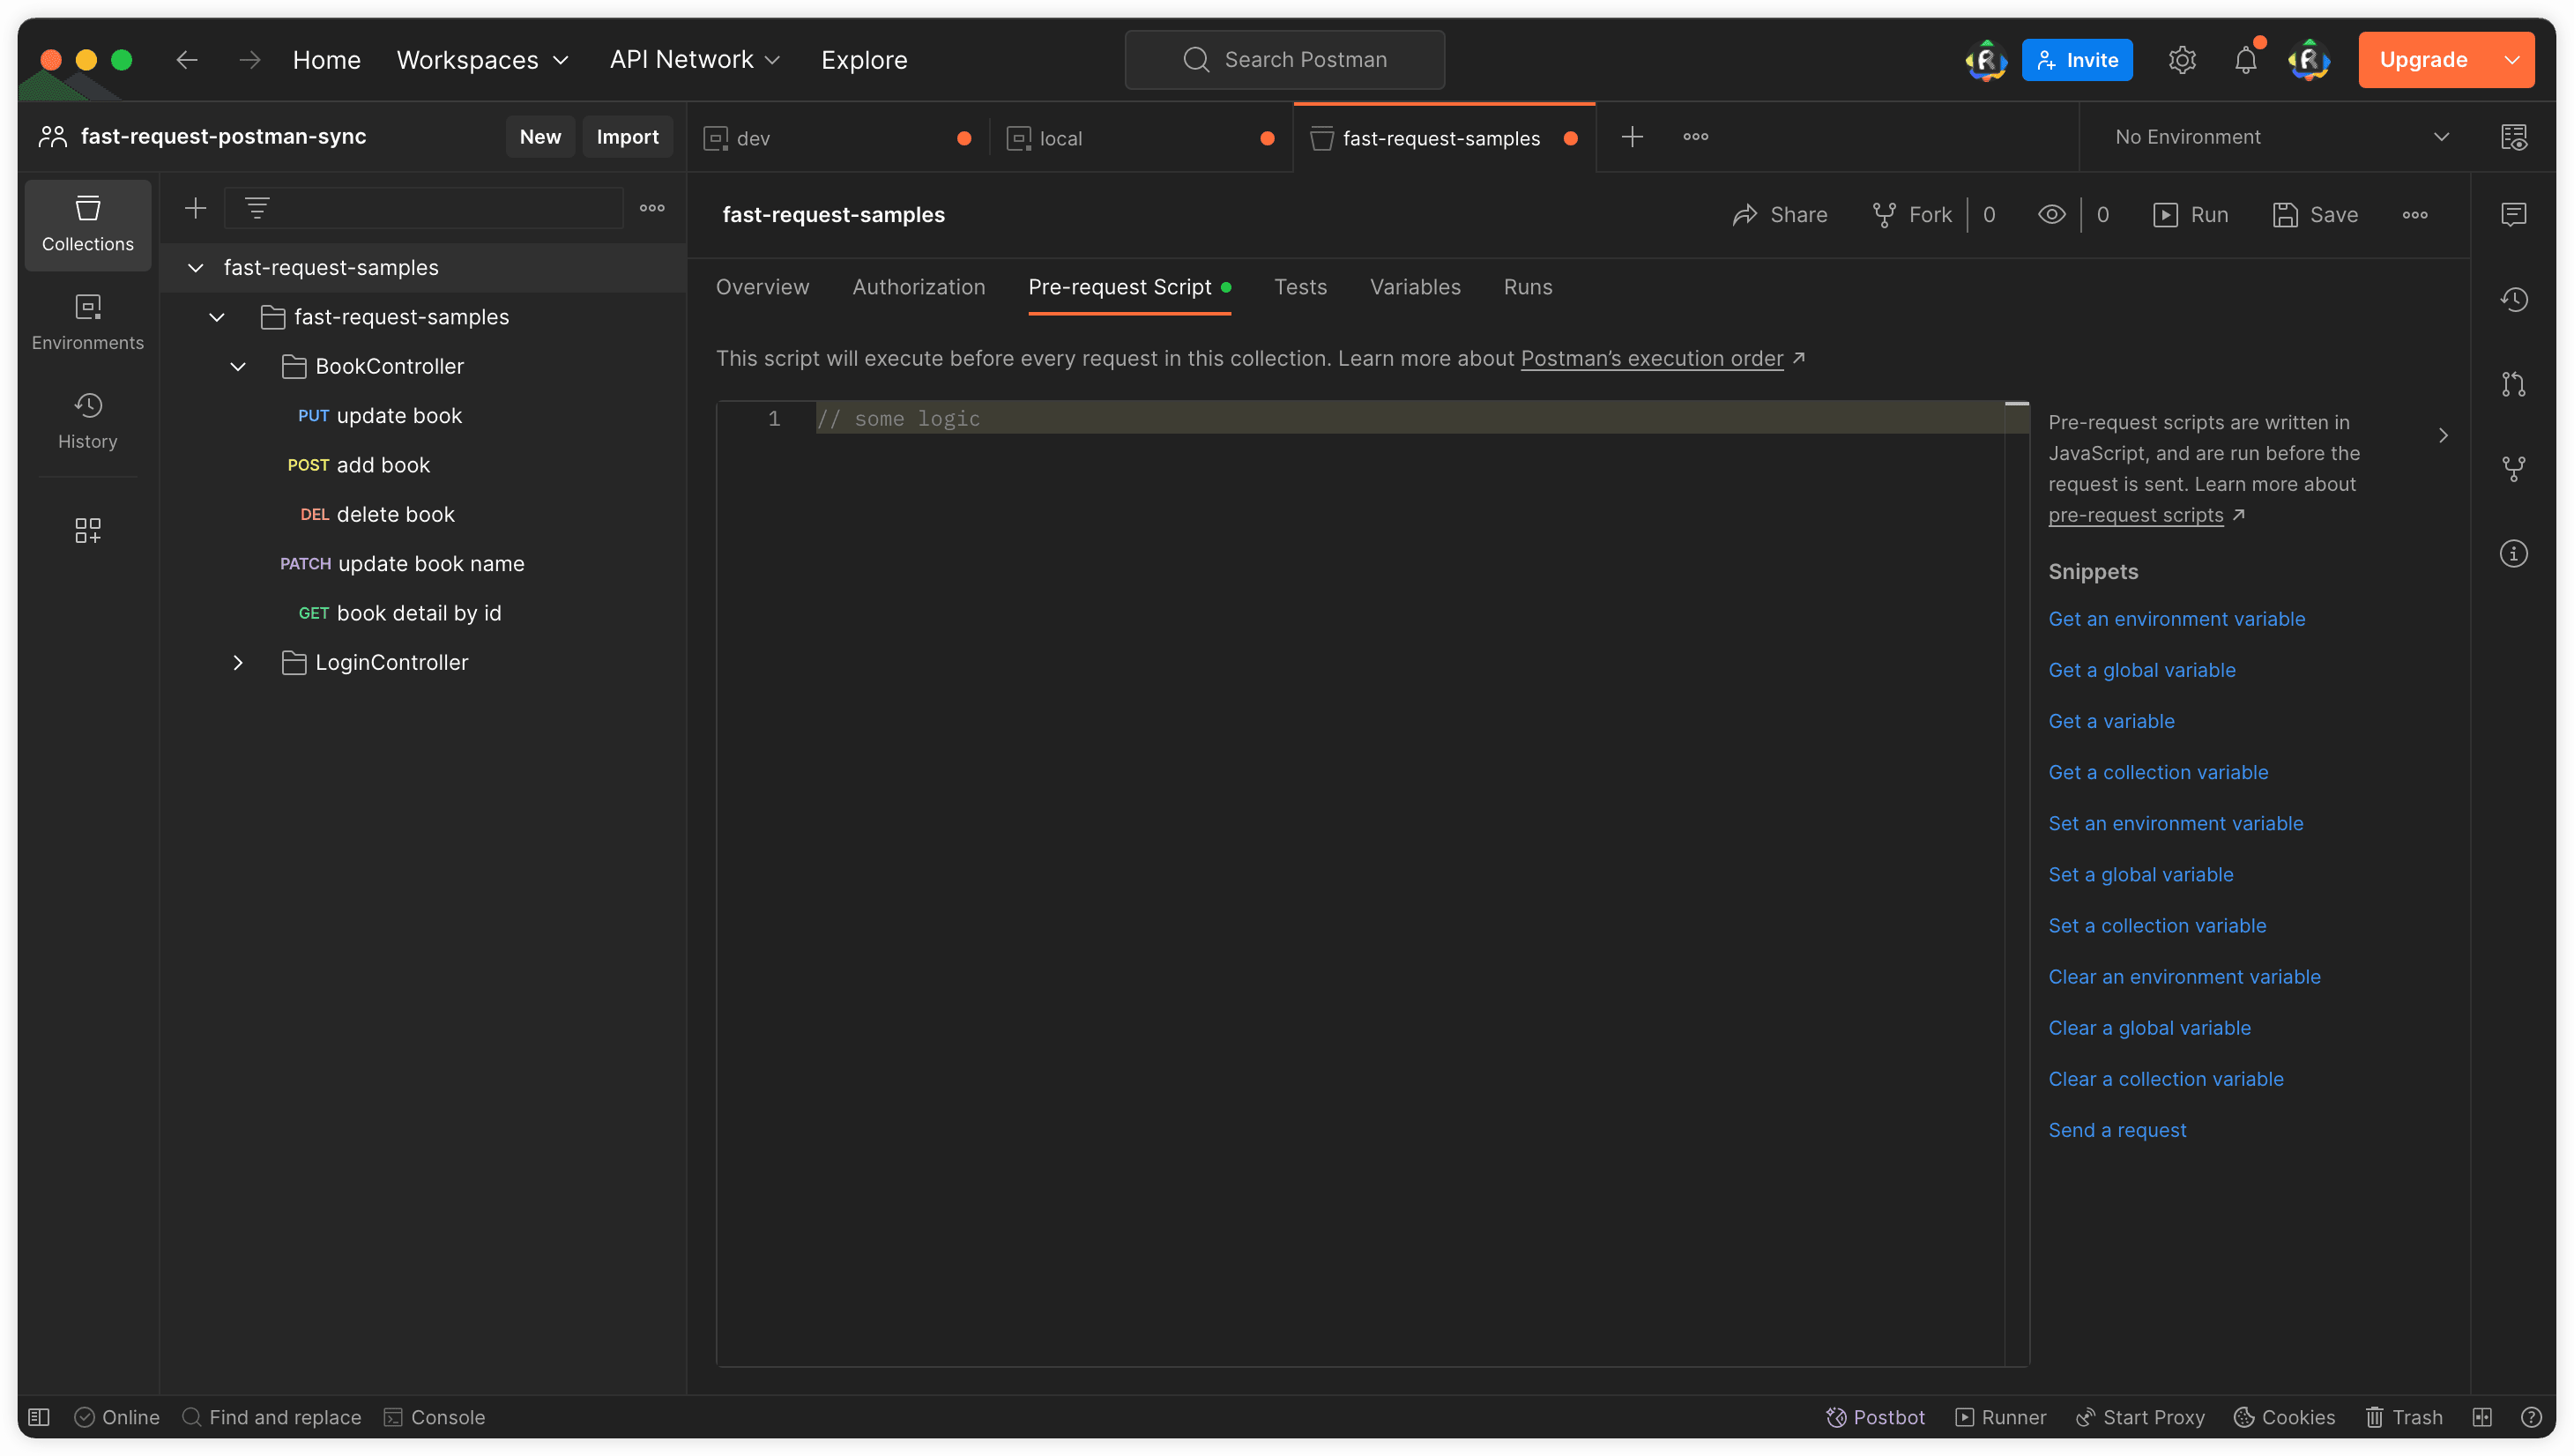 Home Workspaces API Network Explore Search Postman Invite Upgrade
fast-request-postman-sync New Import dev local fast-request-samples No Environment
Collections
Environments
History
fast-request-samples
fast-request-samples
BookController
PUT update book
POST add book
DEL delete book
PATCH update book name
GET book detail by id
LoginController
fast-request-samples Share Fork 0 0 Run Save
Overview Authorization Pre-request Script Tests Variables Runs
This script will execute before every request in this collection. Learn more about Postman’s execution order ↗
1 // some logic
Pre-request scripts are written in
JavaScript, and are run before the
request is sent. Learn more about
pre-request scripts ↗
Snippets
Get an environment variable
Get a global variable
Get a variable
Get a collection variable
Set an environment variable
Set a global variable
Set a collection variable
Clear an environment variable
Clear a global variable
Clear a collection variable
Send a request
Online Find and replace Console Postbot Runner Start Proxy Cookies Trash